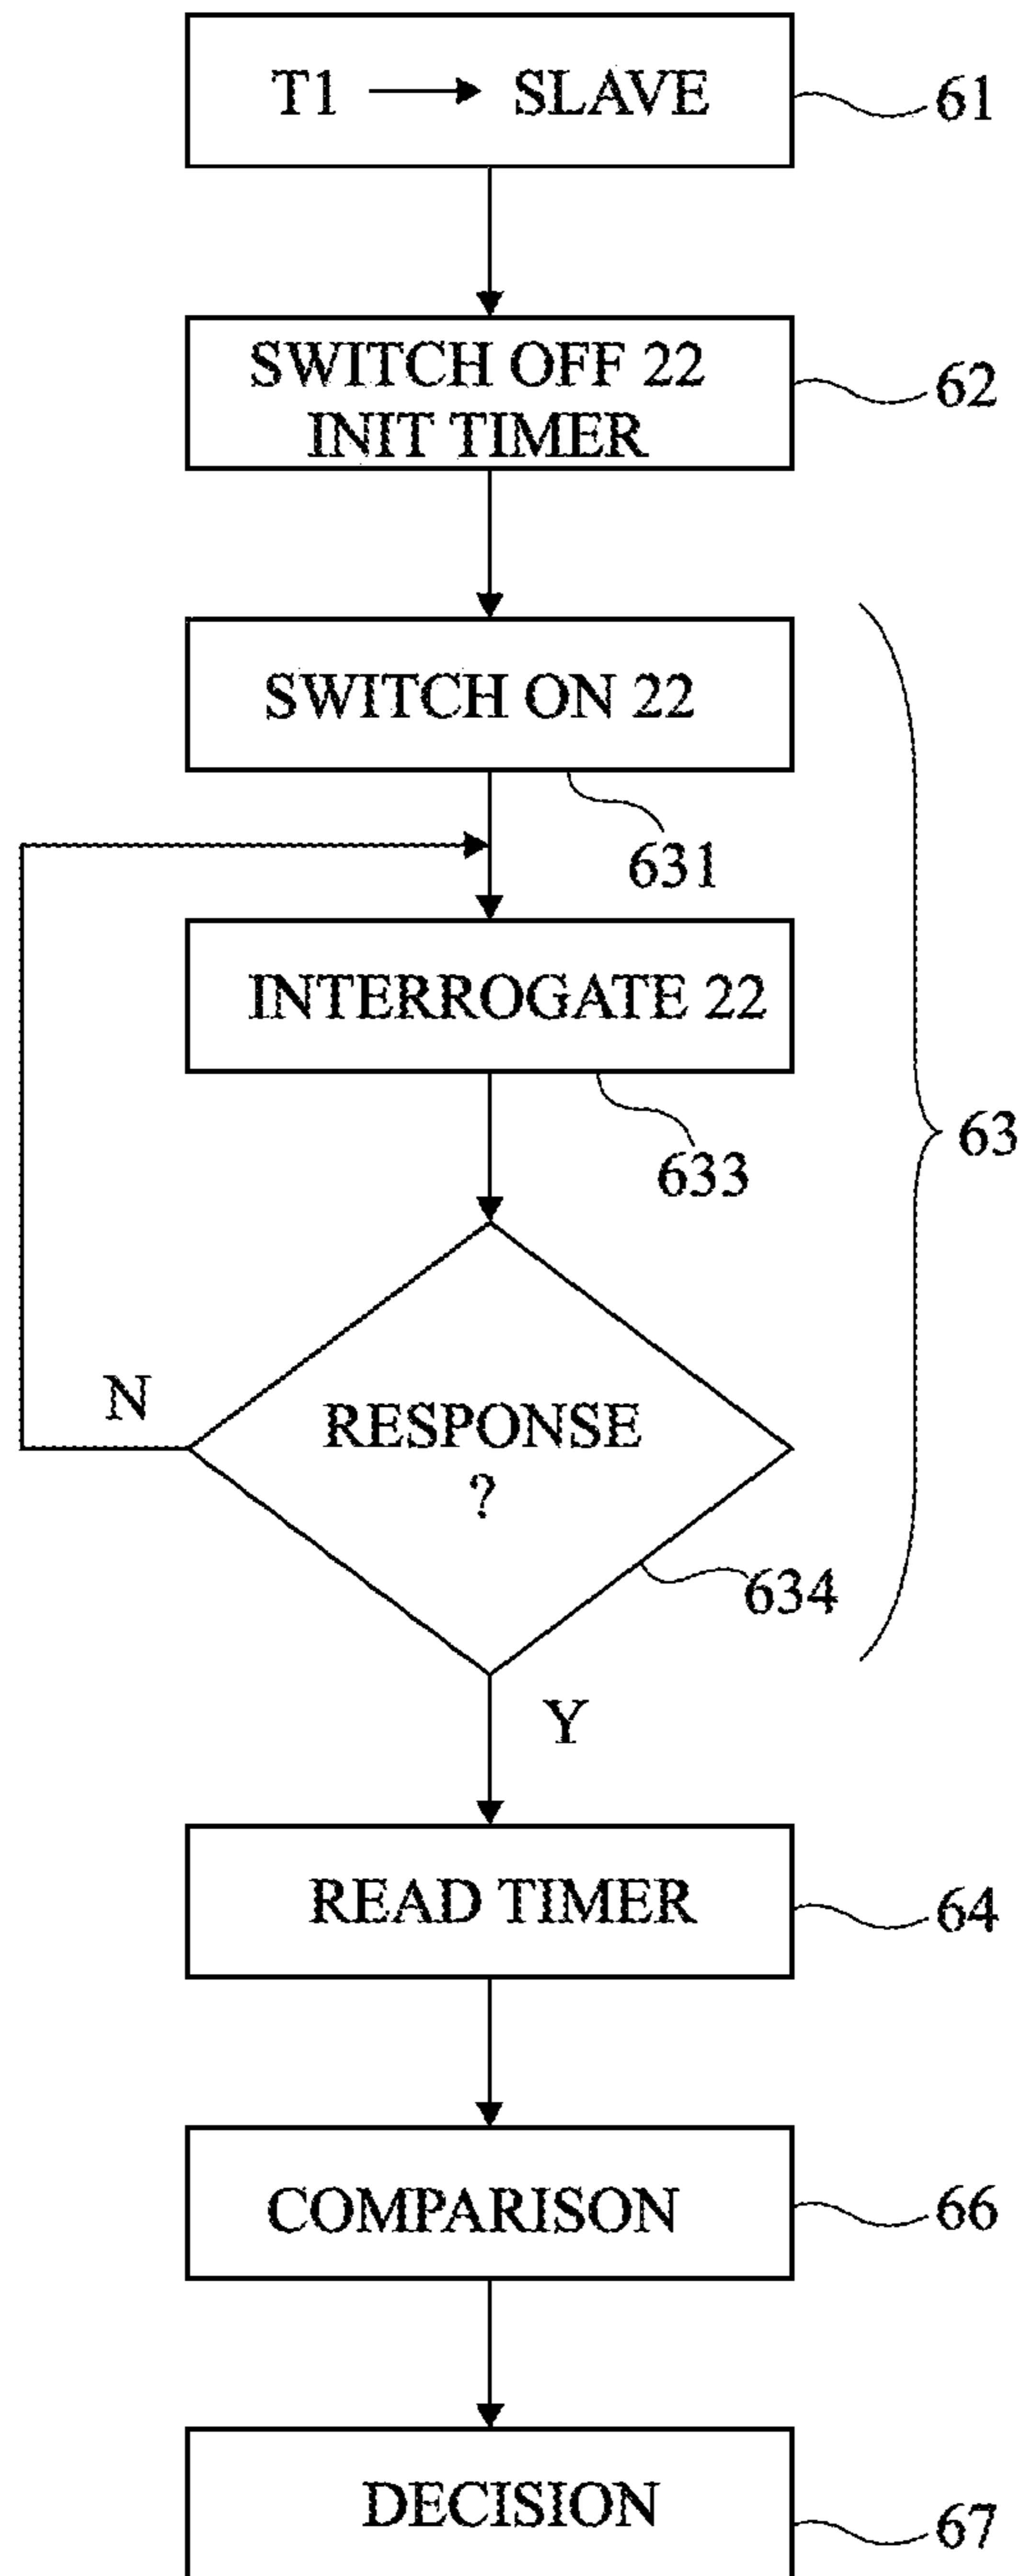 T1 → SLAVE
61
SWITCH OFF 22
INIT TIMER
62
SWITCH ON 22
631
INTERROGATE 22
633
63
N
RESPONSE
?
634
Y
READ TIMER
64
COMPARISON
66
DECISION
67